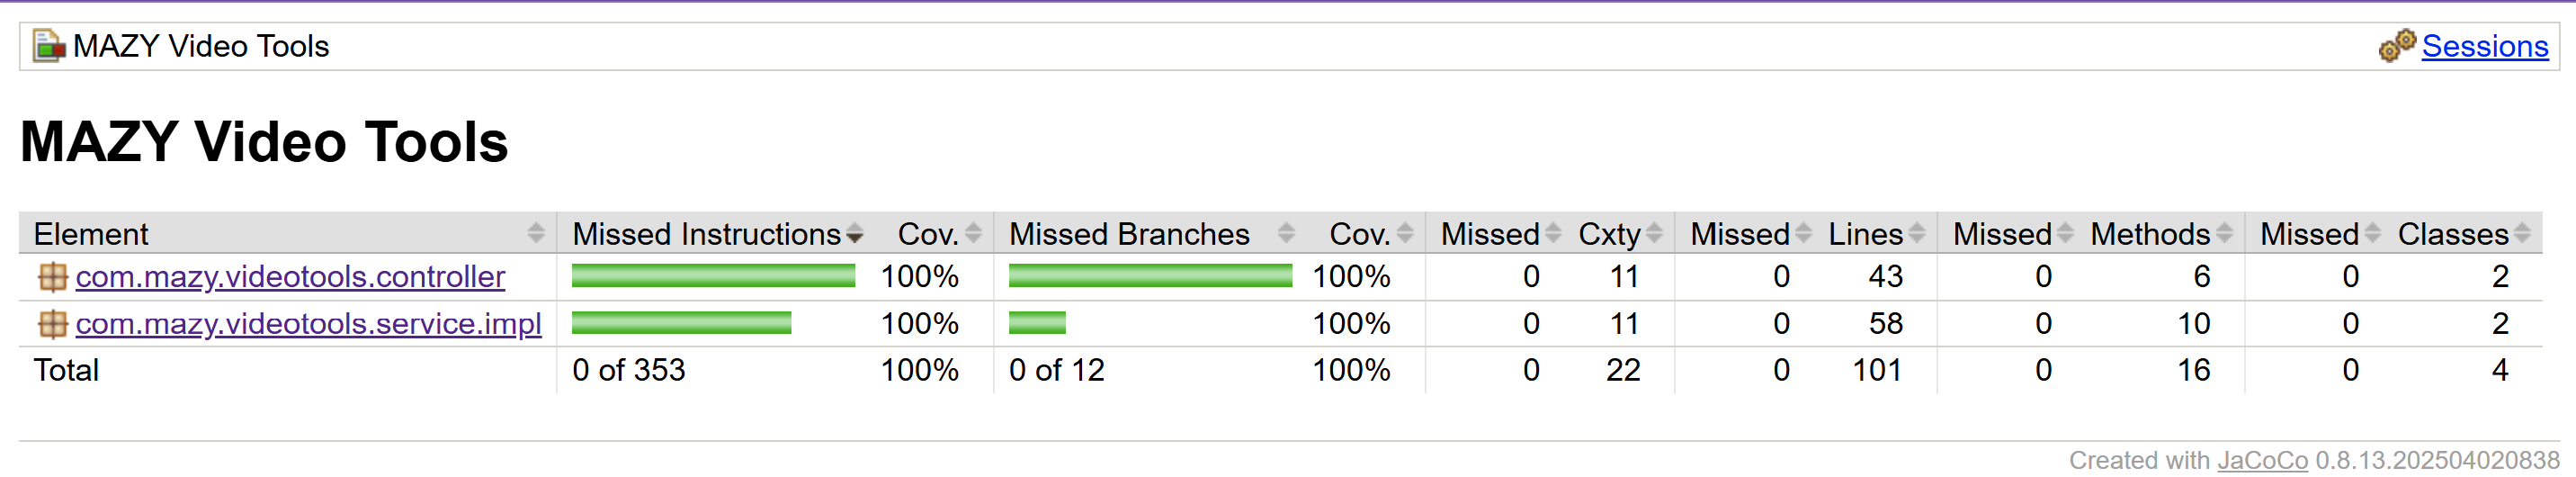 MAZY Video Tools Sessions
MAZY Video Tools
Element Missed Instructions Cov. Missed Branches Cov. Missed Cxty Missed Lines Missed Methods Missed Classes
com.mazy.videotools.controller 100% 100% 0 11 0 43 0 6 0 2
com.mazy.videotools.service.impl 100% 100% 0 11 0 58 0 10 0 2
Total 0 of 353 100% 0 of 12 100% 0 22 0 101 0 16 0 4
Created with JaCoCo 0.8.13.202504020838